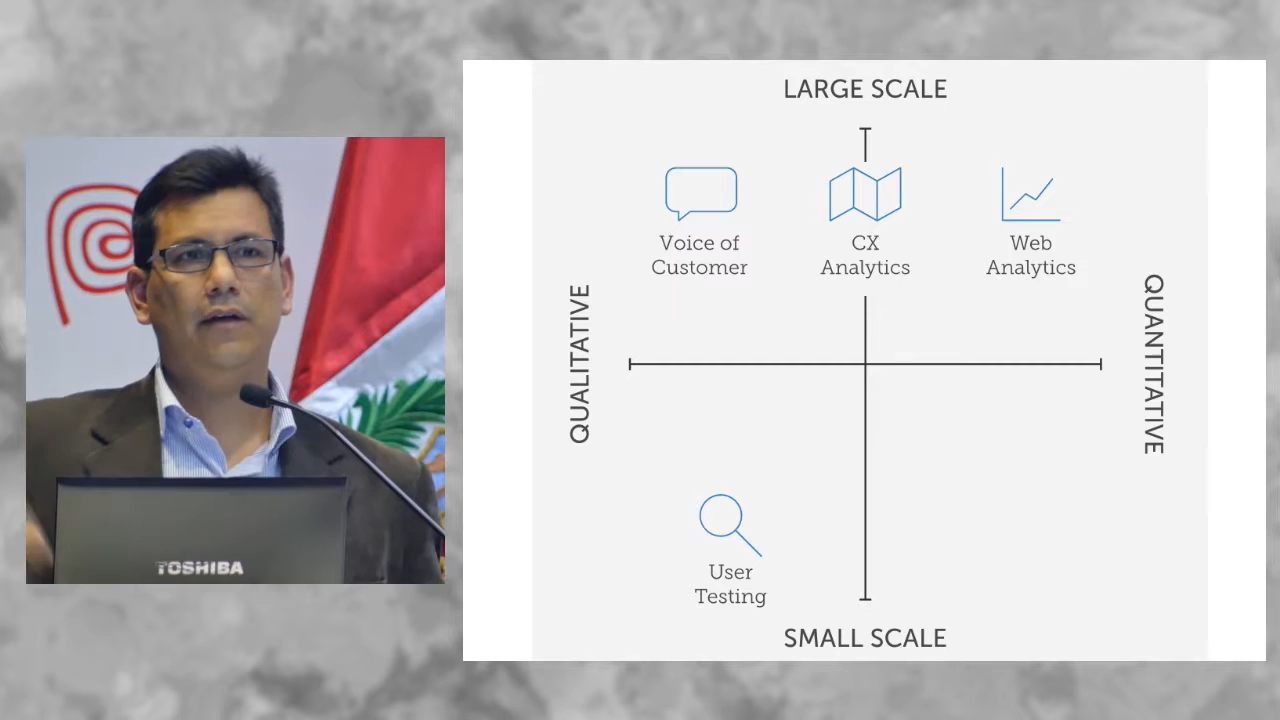 LARGE SCALE
Voice of
Customer
CX
Analytics
Web
Analytics
QUALITATIVE
QUANTITATIVE
User
Testing
SMALL SCALE
TOSHIBA